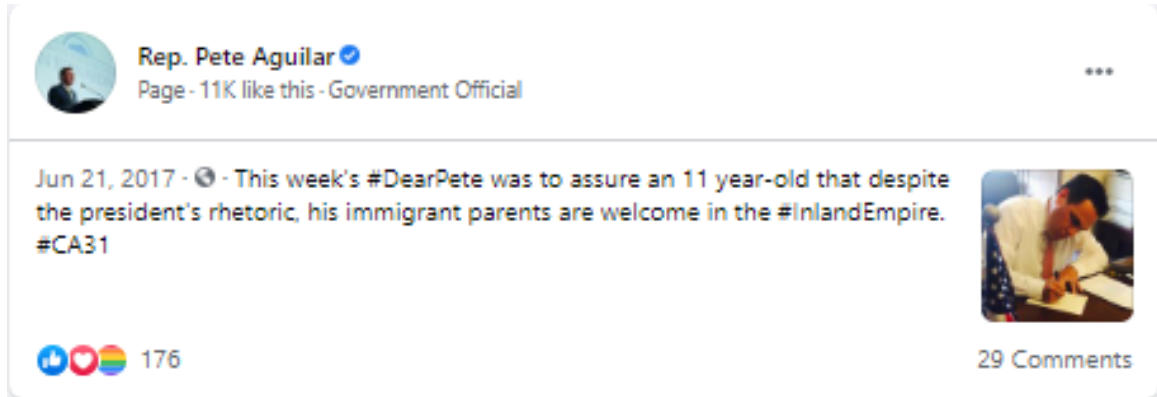 Rep. Pete Aguilar
Page · 11K like this · Government Official
Jun 21, 2017 · · This week's #DearPete was to assure an 11 year-old that despite
the president's rhetoric, his immigrant parents are welcome in the #InlandEmpire.
#CA31
176
29 Comments